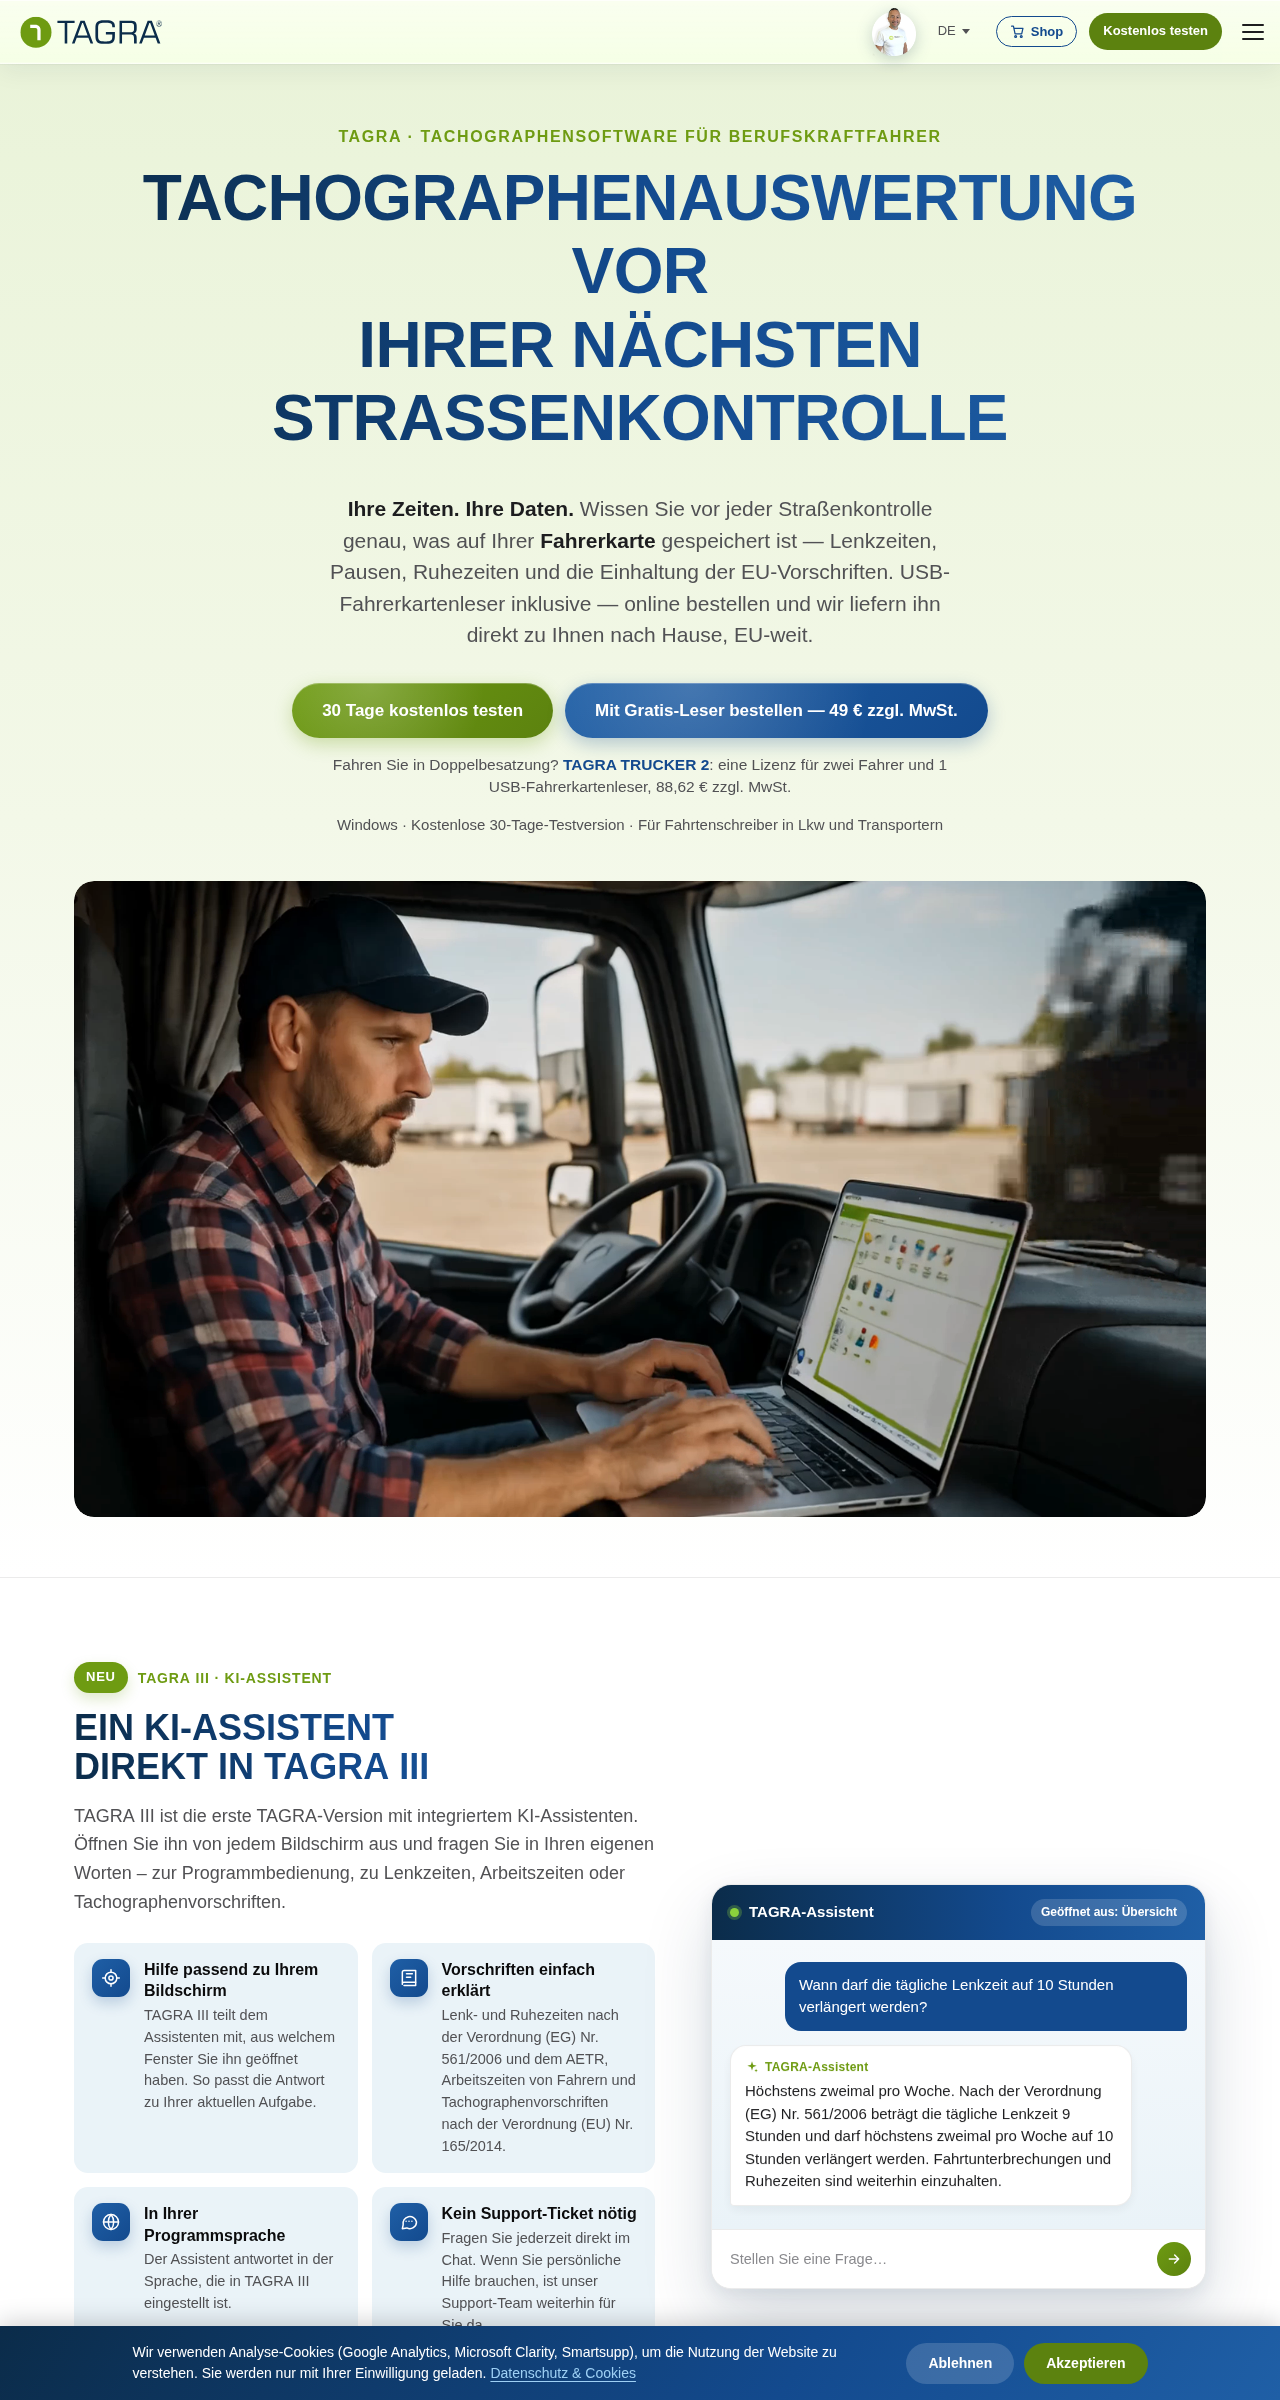 TAGRA®
DE
Shop
Kostenlos testen
TAGRA · TACHOGRAPHENSOFTWARE FÜR BERUFSKRAFTFAHRER
TACHOGRAPHENAUSWERTUNG
VOR
IHRER NÄCHSTEN
STRASSENKONTROLLE
Ihre Zeiten. Ihre Daten. Wissen Sie vor jeder Straßenkontrolle
genau, was auf Ihrer Fahrerkarte gespeichert ist — Lenkzeiten,
Pausen, Ruhezeiten und die Einhaltung der EU-Vorschriften. USB-
Fahrerkartenleser inklusive — online bestellen und wir liefern ihn
direkt zu Ihnen nach Hause, EU-weit.
30 Tage kostenlos testen
Mit Gratis-Leser bestellen — 49 € zzgl. MwSt.
Fahren Sie in Doppelbesatzung? TAGRA TRUCKER 2: eine Lizenz für zwei Fahrer und 1
USB-Fahrerkartenleser, 88,62 € zzgl. MwSt.
Windows · Kostenlose 30-Tage-Testversion · Für Fahrtenschreiber in Lkw und Transportern
NEU
TAGRA III · KI-ASSISTENT
EIN KI-ASSISTENT
DIREKT IN TAGRA III
TAGRA III ist die erste TAGRA-Version mit integriertem KI-Assistenten.
Öffnen Sie ihn von jedem Bildschirm aus und fragen Sie in Ihren eigenen
Worten – zur Programmbedienung, zu Lenkzeiten, Arbeitszeiten oder
Tachographenvorschriften.
Hilfe passend zu Ihrem
Bildschirm
TAGRA III teilt dem
Assistenten mit, aus welchem
Fenster Sie ihn geöffnet
haben. So passt die Antwort
zu Ihrer aktuellen Aufgabe.
Vorschriften einfach
erklärt
Lenk- und Ruhezeiten nach
der Verordnung (EG) Nr.
561/2006 und dem AETR,
Arbeitszeiten von Fahrern und
Tachographenvorschriften
nach der Verordnung (EU) Nr.
165/2014.
In Ihrer
Programmsprache
Der Assistent antwortet in der
Sprache, die in TAGRA III
eingestellt ist.
Kein Support-Ticket nötig
Fragen Sie jederzeit direkt im
Chat. Wenn Sie persönliche
Hilfe brauchen, ist unser
Support-Team weiterhin für
Sie da.
TAGRA-Assistent
Geöffnet aus: Übersicht
Wann darf die tägliche Lenkzeit auf 10 Stunden
verlängert werden?
TAGRA-Assistent
Höchstens zweimal pro Woche. Nach der Verordnung
(EG) Nr. 561/2006 beträgt die tägliche Lenkzeit 9
Stunden und darf höchstens zweimal pro Woche auf 10
Stunden verlängert werden. Fahrtunterbrechungen und
Ruhezeiten sind weiterhin einzuhalten.
Stellen Sie eine Frage…
Wir verwenden Analyse-Cookies (Google Analytics, Microsoft Clarity, Smartsupp), um die Nutzung der Website zu
verstehen. Sie werden nur mit Ihrer Einwilligung geladen. Datenschutz & Cookies
Ablehnen
Akzeptieren